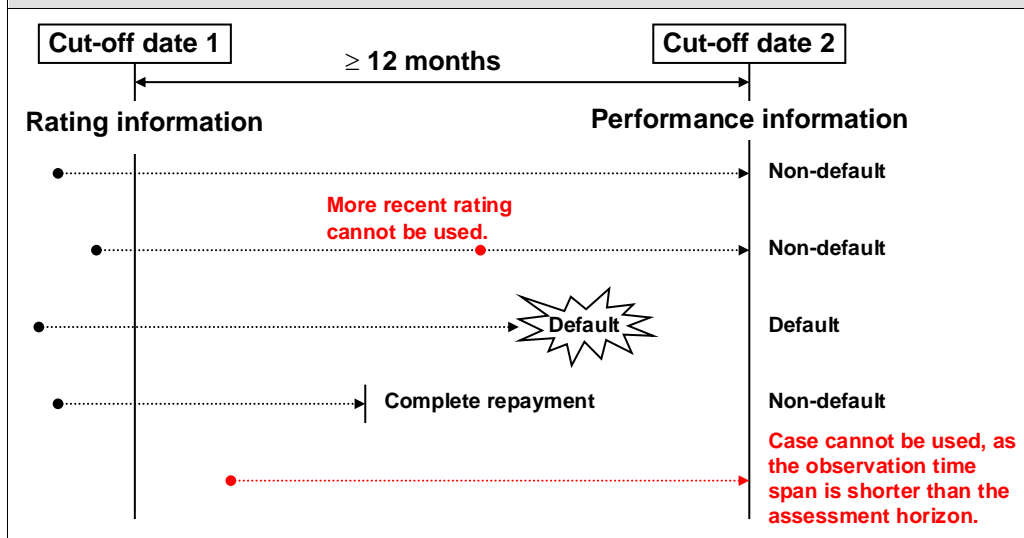 Cut-off date 1
Cut-off date 2
≥ 12 months
Rating information
Performance information
Non-default
More recent rating
cannot be used.
Non-default
Default
Default
Complete repayment
Non-default
Case cannot be used, as
the observation time
span is shorter than the
assessment horizon.